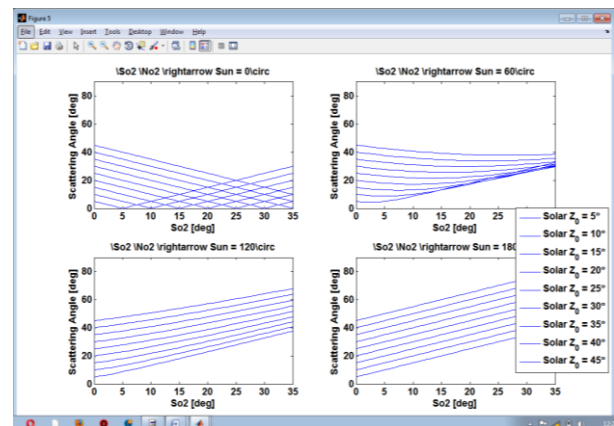 Figure 5
File Edit View Insert Tools Desktop Window Help
\So2 \No2 \rightarrow Sun = 0\circ
Scattering Angle [deg]
80
60
40
20
0
0 5 10 15 20 25 30 35
So2 [deg]
\So2 \No2 \rightarrow Sun = 60\circ
Scattering Angle [deg]
80
60
40
20
0
0 5 10 15 20 25 30 35
So2 [deg]
\So2 \No2 \rightarrow Sun = 120\circ
Scattering Angle [deg]
80
60
40
20
0
0 5 10 15 20 25 30 35
So2 [deg]
\So2 \No2 \rightarrow Sun = 180
Scattering Angle [deg]
80
60
40
20
0
0 5 10 15 20 25 30 35
So2 [deg]
Solar Z0 = 5°
Solar Z0 = 10°
Solar Z0 = 15°
Solar Z0 = 20°
Solar Z0 = 25°
Solar Z0 = 30°
Solar Z0 = 35°
Solar Z0 = 40°
Solar Z0 = 45°